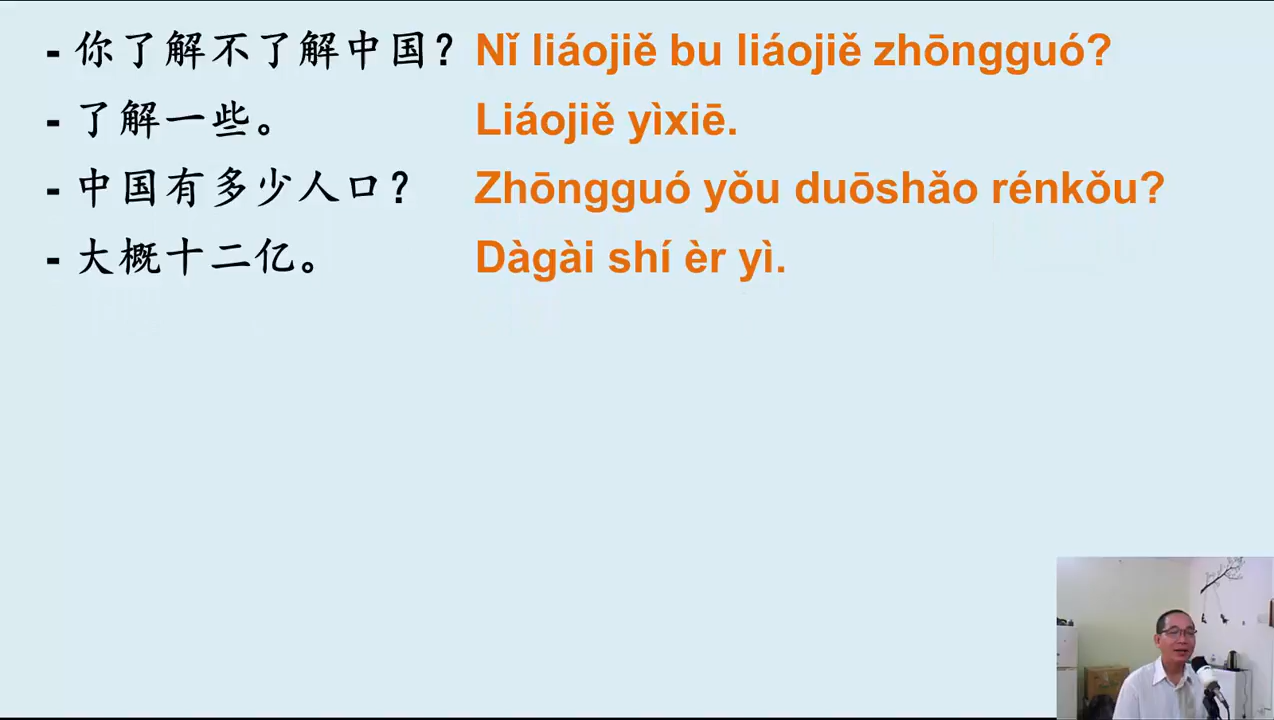 - 你了解不了解中国？ Nǐ liáojiě bu liáojiě zhōngguó?
- 了解一些。 Liáojiě yìxiē.
- 中国有多少人口？ Zhōngguó yǒu duōshǎo rénkǒu?
- 大概十二亿。 Dàgài shí èr yì.